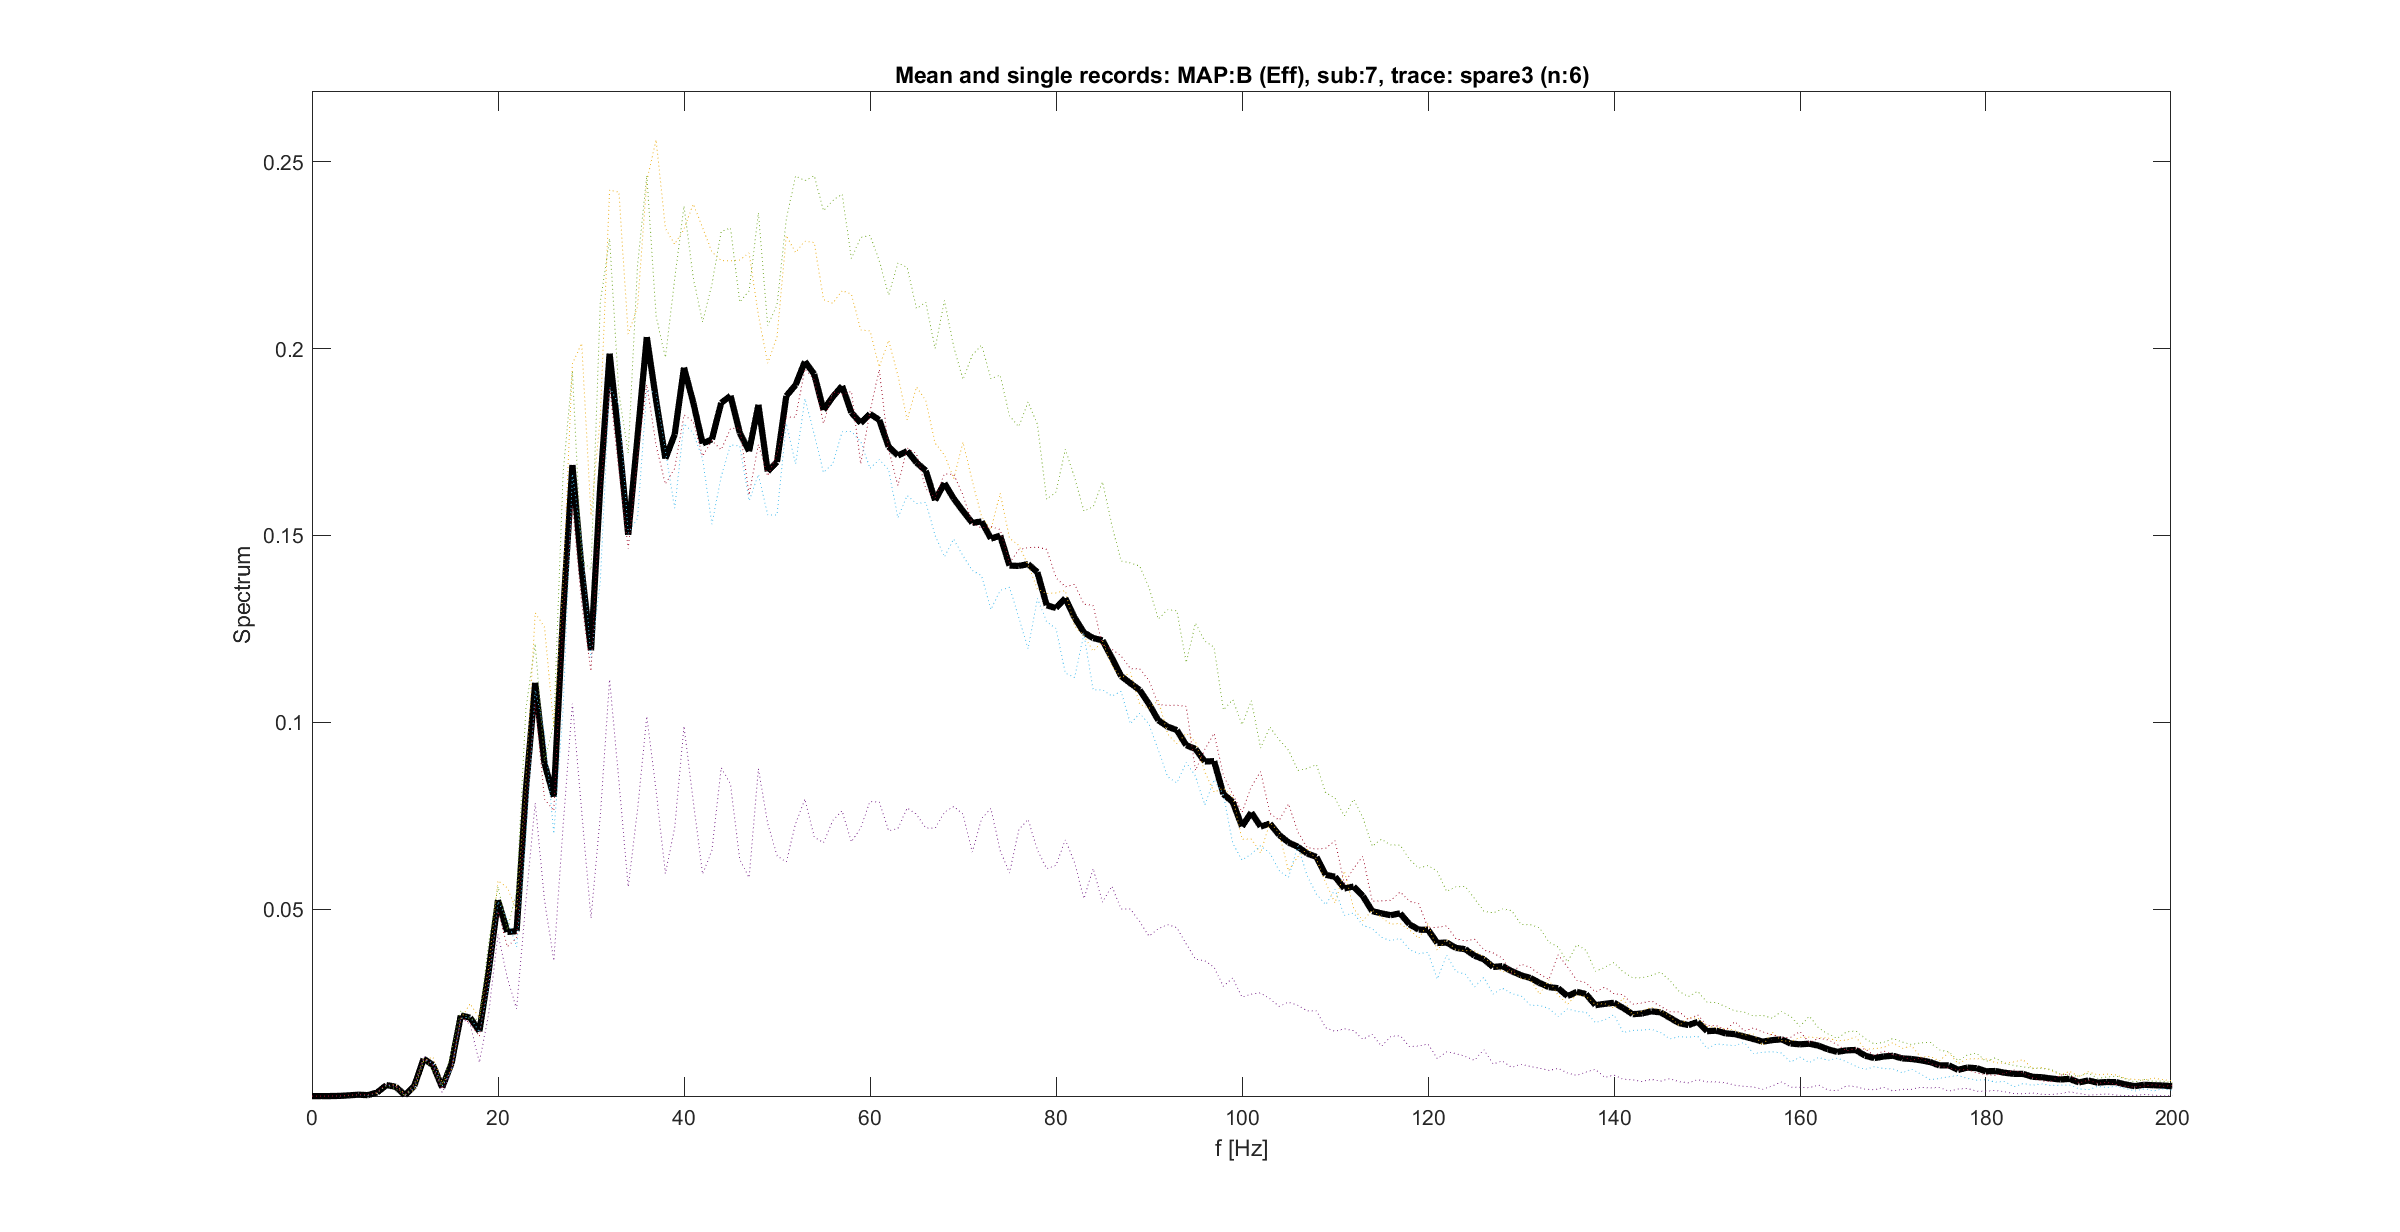 Mean and single records: MAP:B (Eff), sub:7, trace: spare3 (n:6)
0.25
0.2
0.15
0.1
0.05
Spectrum
0 20 40 60 80 100 120 140 160 180 200
f [Hz]